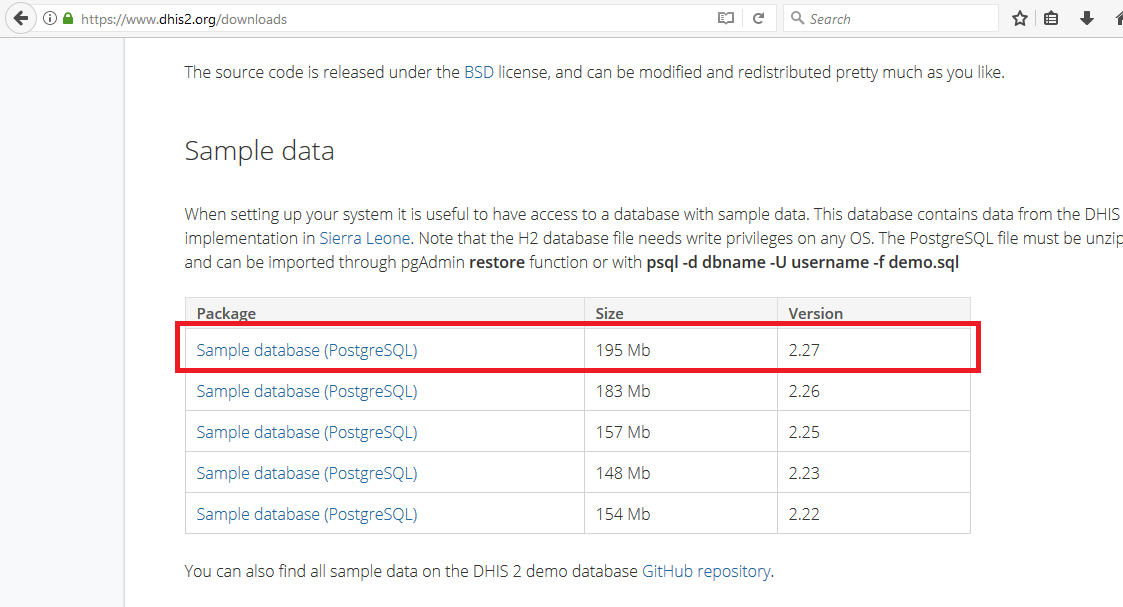 https://www.dhis2.org/downloads
Search
The source code is released under the BSD license, and can be modified and redistributed pretty much as you like.
Sample data
When setting up your system it is useful to have access to a database with sample data. This database contains data from the DHIS
implementation in Sierra Leone. Note that the H2 database file needs write privileges on any OS. The PostgreSQL file must be unzip
and can be imported through pgAdmin restore function or with psql -d dbname -U username -f demo.sql
Package Size Version
Sample database (PostgreSQL) 195 Mb 2.27
Sample database (PostgreSQL) 183 Mb 2.26
Sample database (PostgreSQL) 157 Mb 2.25
Sample database (PostgreSQL) 148 Mb 2.23
Sample database (PostgreSQL) 154 Mb 2.22
You can also find all sample data on the DHIS 2 demo database GitHub repository.